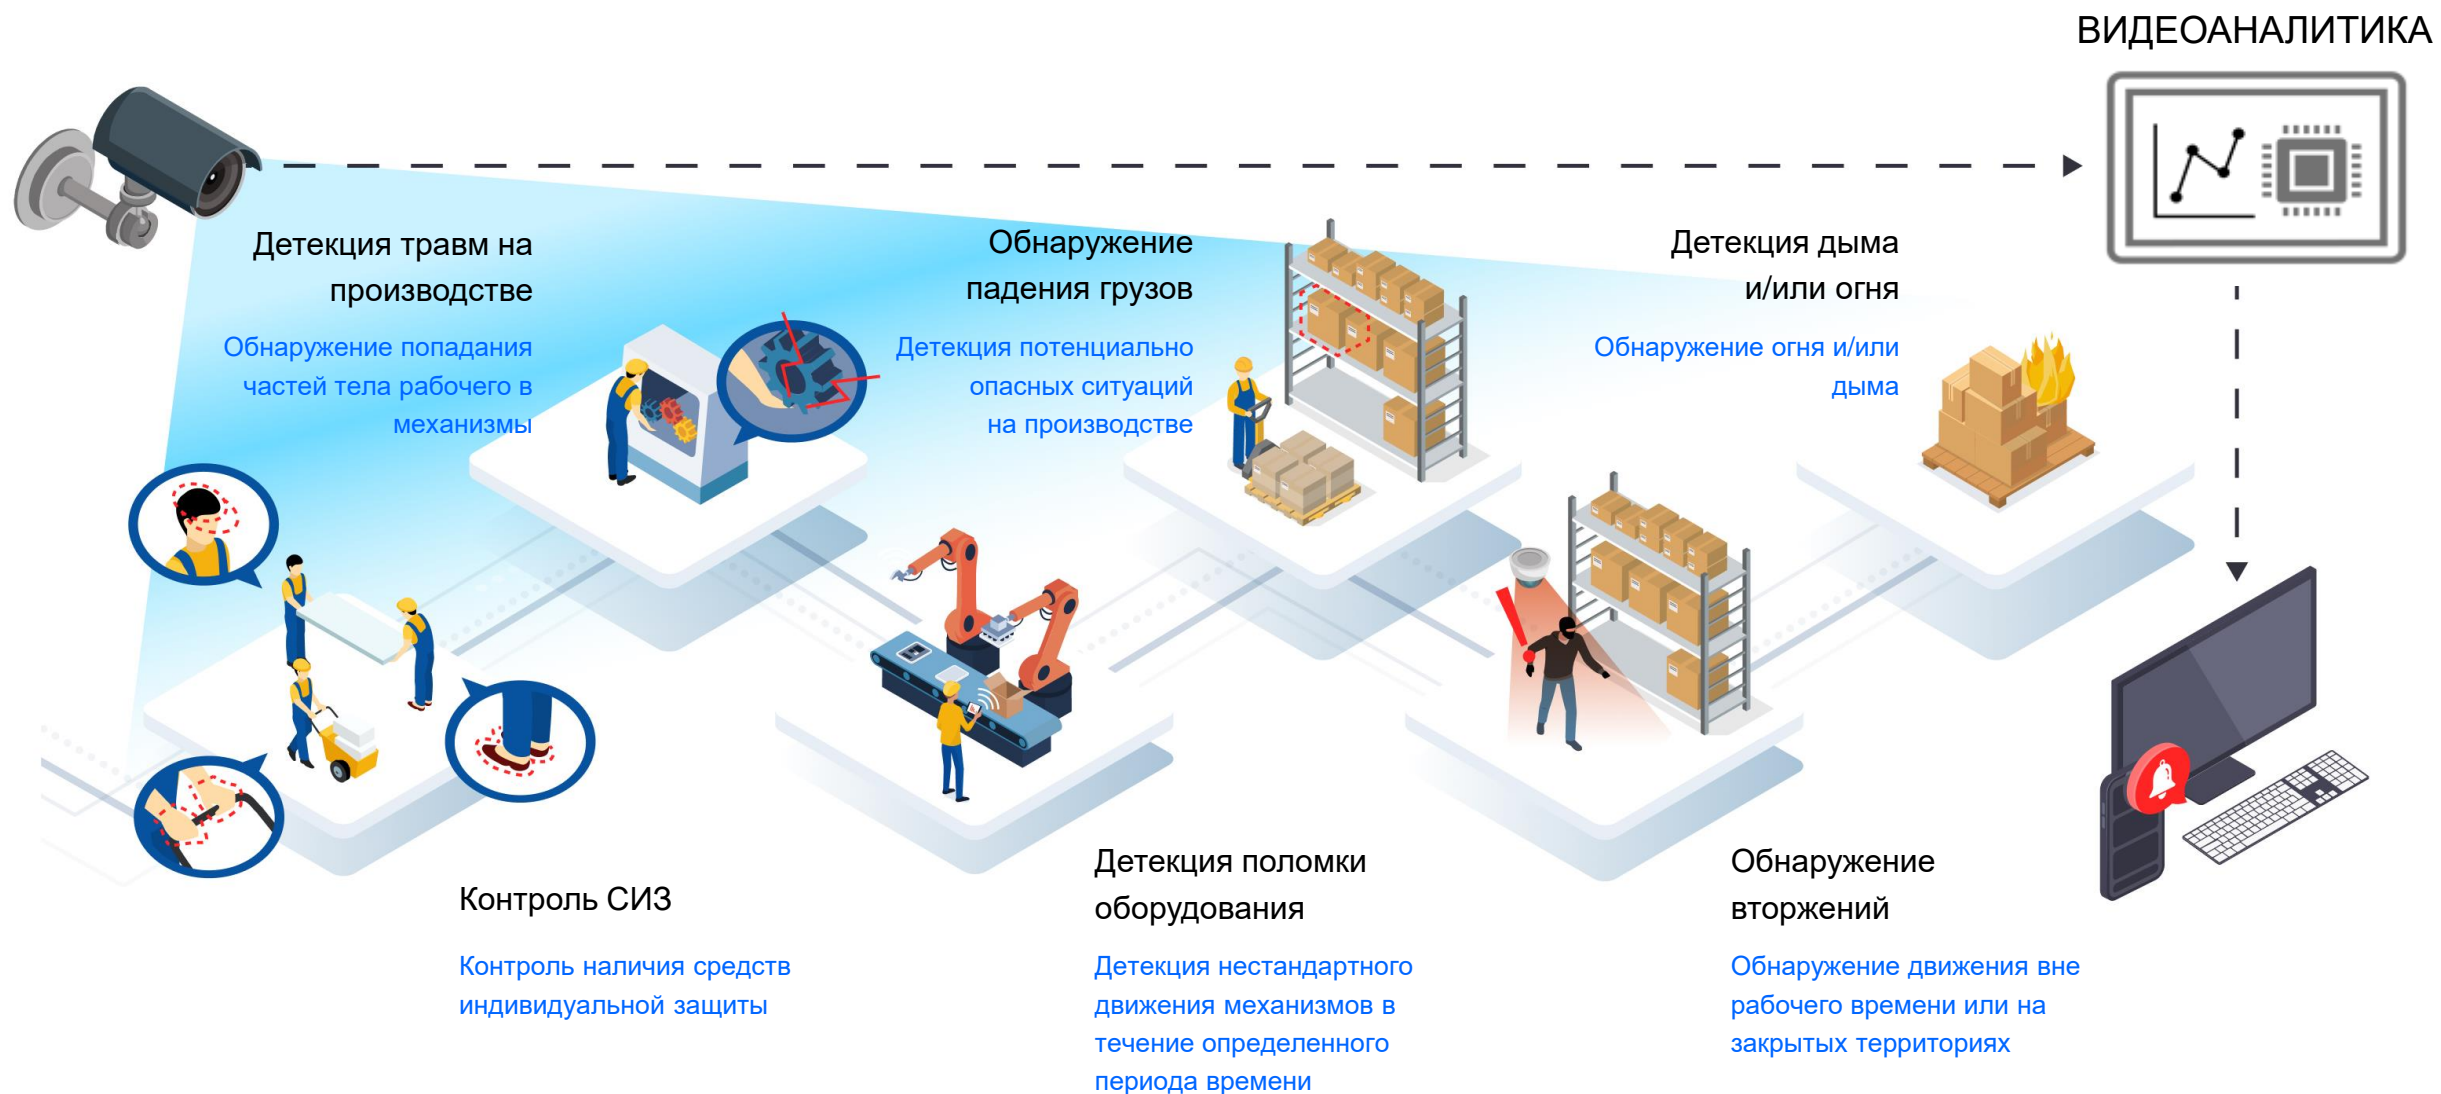 ВИДЕОАНАЛИТИКА
Детекция травм на
производстве
Обнаружение попадания
частей тела рабочего в
механизмы
Обнаружение
падения грузов
Детекция потенциально
опасных ситуаций
на производстве
Детекция дыма
и/или огня
Обнаружение огня и/или
дыма
Контроль СИЗ
Контроль наличия средств
индивидуальной защиты
Детекция поломки
оборудования
Детекция нестандартного
движения механизмов в
течение определенного
периода времени
Обнаружение
вторжений
Обнаружение движения вне
рабочего времени или на
закрытых территориях